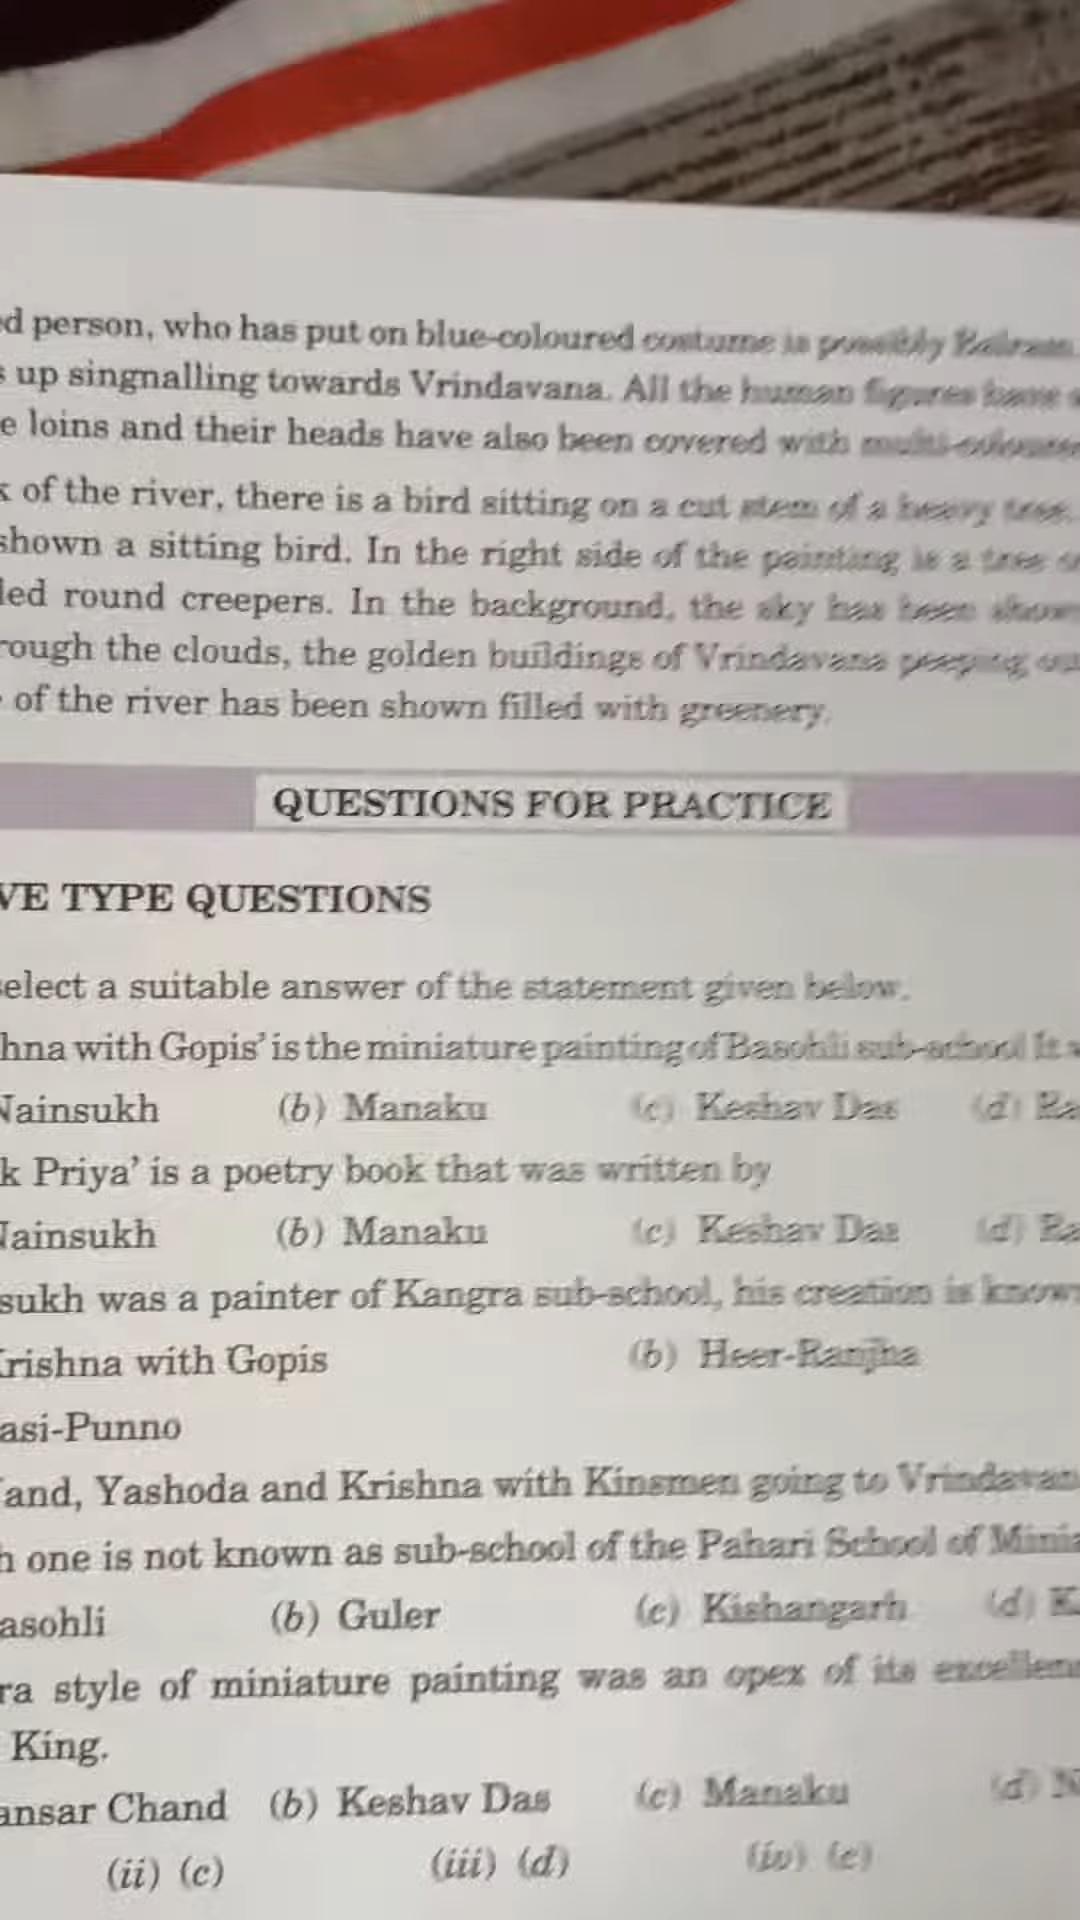 person, who has put on blue-coloured costume is possibly
up singnalling towards Vrindavana. All the human figures have
loins and their heads have also been covered with
of the river, there is a bird sitting on a cut stem of a heavy tree.
shown a sitting bird. In the right side of the painting is a tree
led round creepers. In the background, the sky has been
rough the clouds, the golden buildings of Vrindavana peeping
of the river has been shown filled with greenery.
QUESTIONS FOR PRACTICE
VE TYPE QUESTIONS
select a suitable answer of the statement given below.
hna with Gopis' is the miniature painting of Basohli sub-school It
Nainsukh (b) Manaku (c) Keshav Das (d)
k Priya' is a poetry book that was written by
Nainsukh (b) Manaku (c) Keshav Das (d)
sukh was a painter of Kangra sub-school, his creation is
Krishna with Gopis (b) Heer-Ranjha
asi-Punno
and, Yashoda and Krishna with Kinsmen going to
one is not known as sub-school of the Pahari School of
asohli (b) Guler (c) Kishangarh (d)
ra style of miniature painting was an opex of its
King.
ansar Chand (b) Keshav Das (c) Manaku (d)
(ii) (c) (iii) (d) (iv) (c)